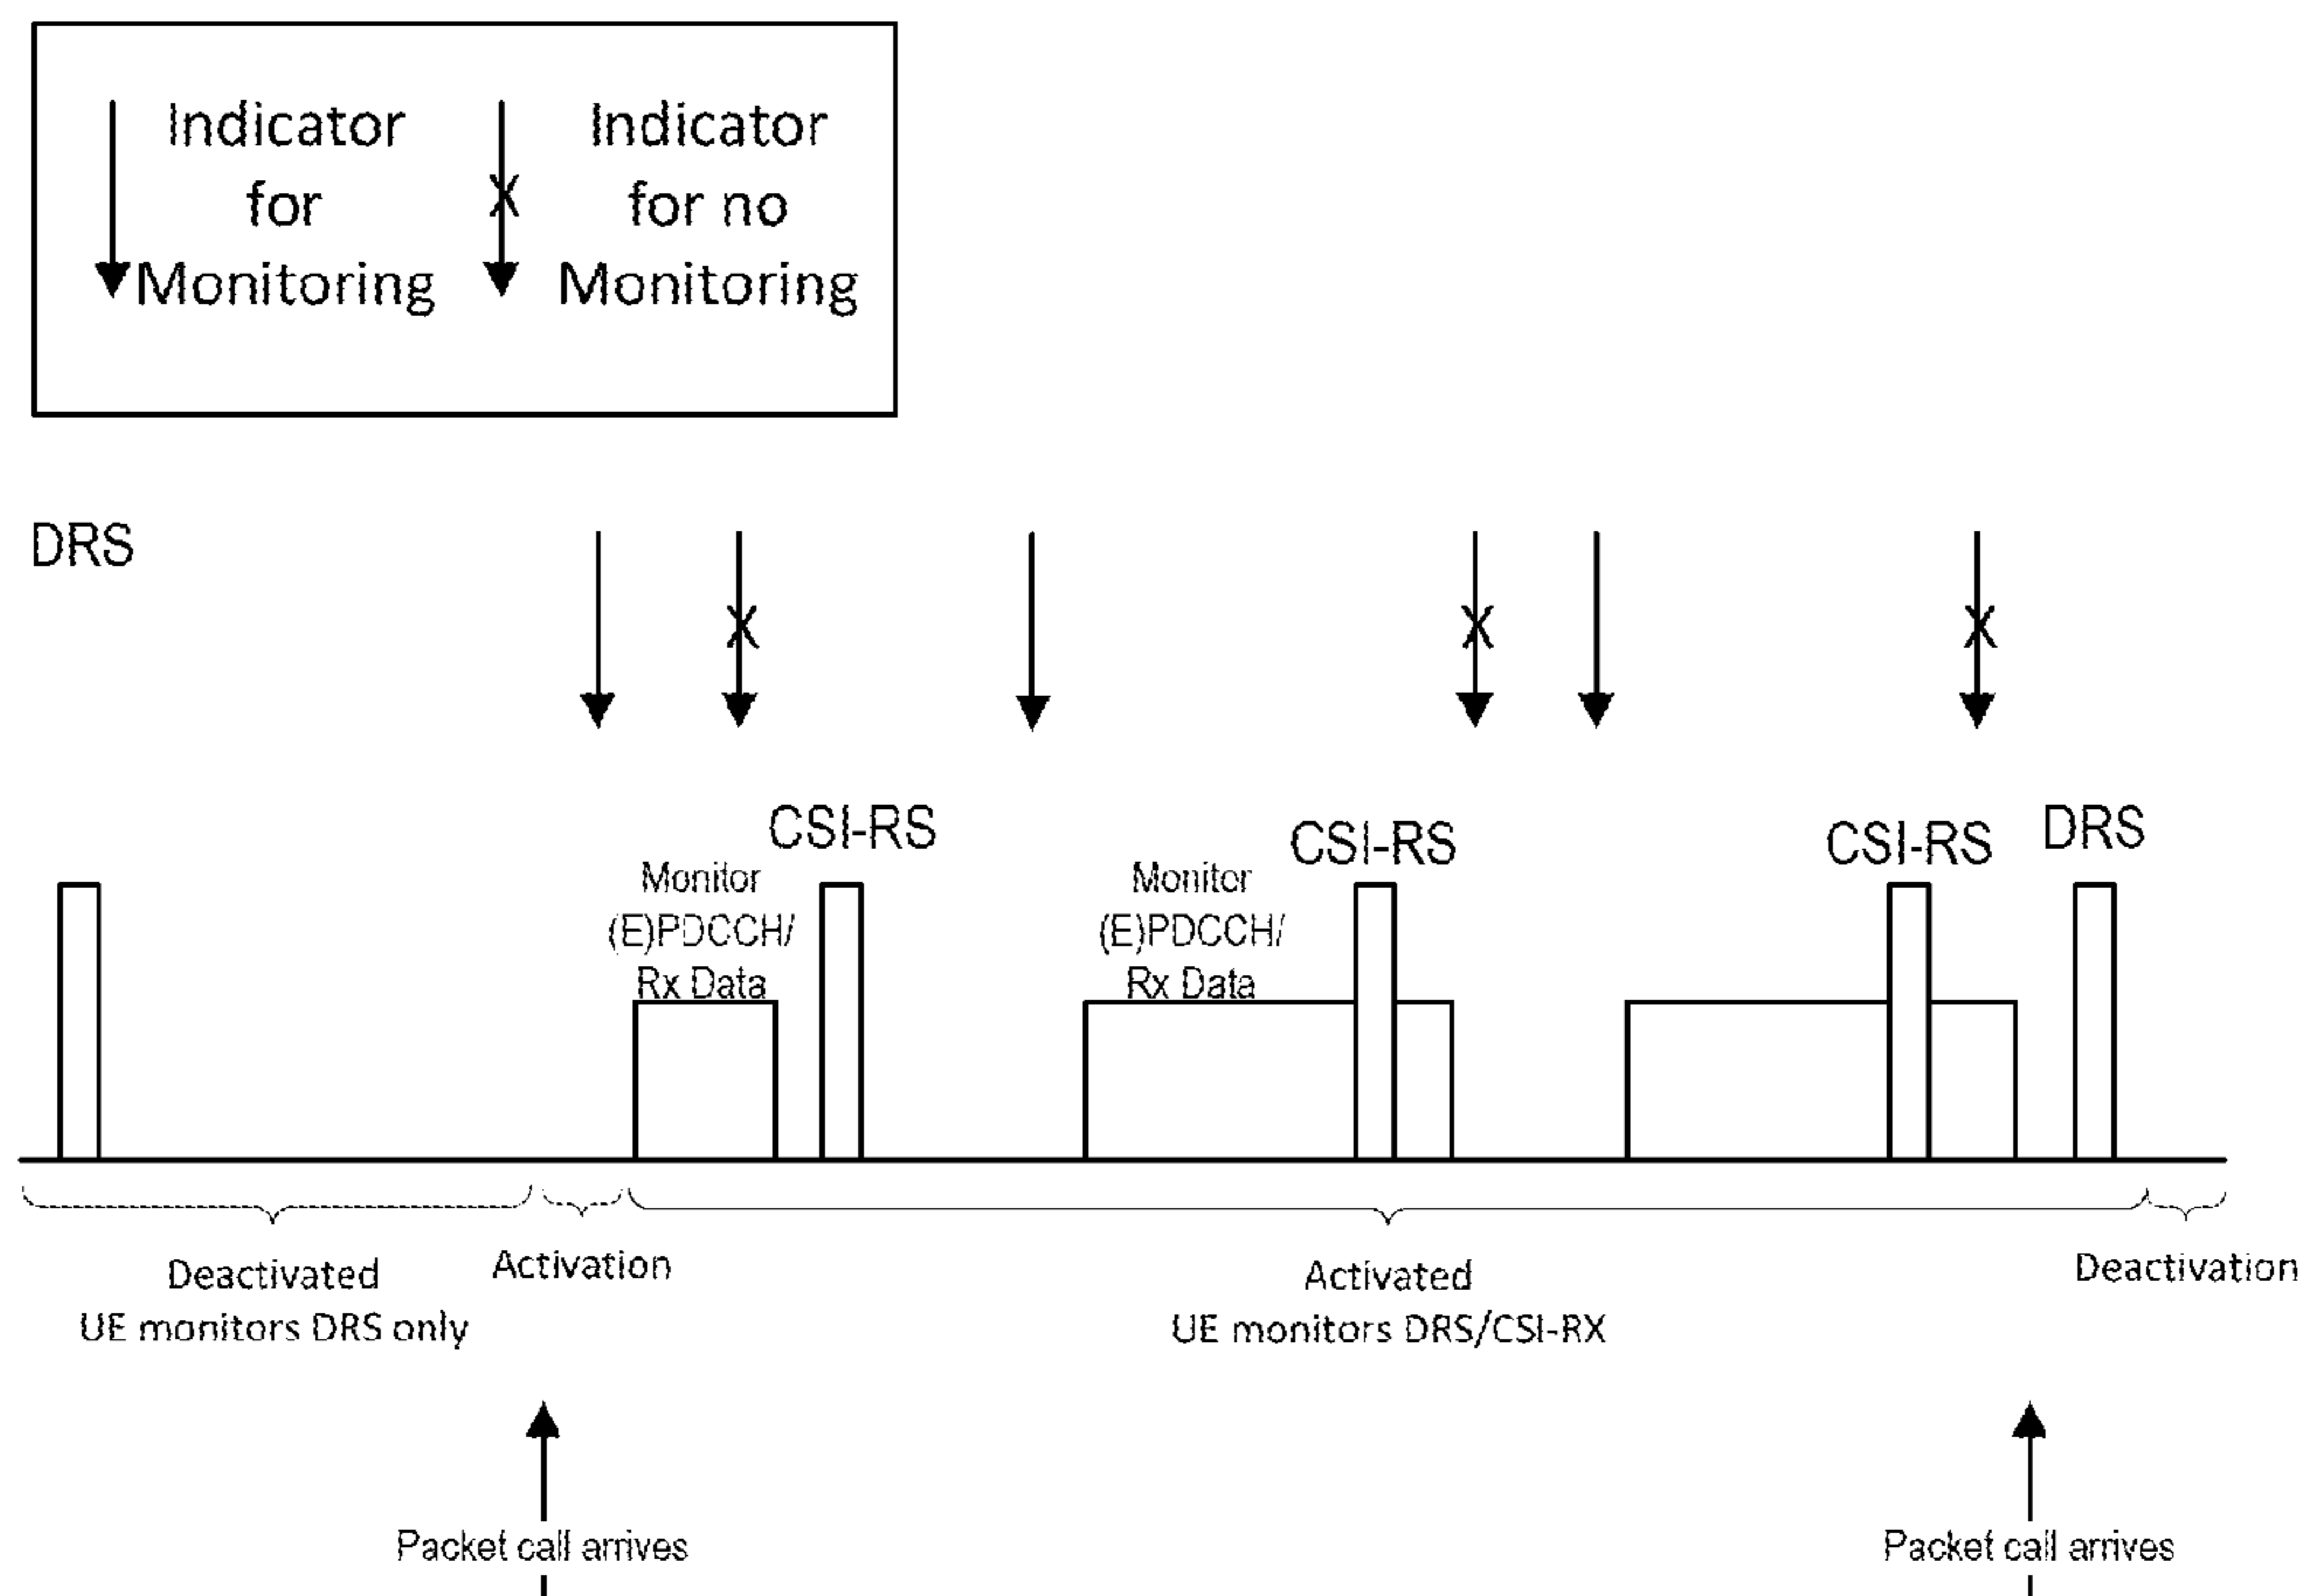 Indicator
for
Monitoring
X
Indicator
for no
Monitoring
DRS
X
X
X
CSI-RS
CSI-RS
CSI-RS
DRS
Monitor
(E)PDCCH/
Rx Data
Monitor
(E)PDCCH/
Rx Data
Deactivated
UE monitors DRS only
Activation
Activated
UE monitors DRS/CSI-RX
Deactivation
Packet call arrives
Packet call arrives